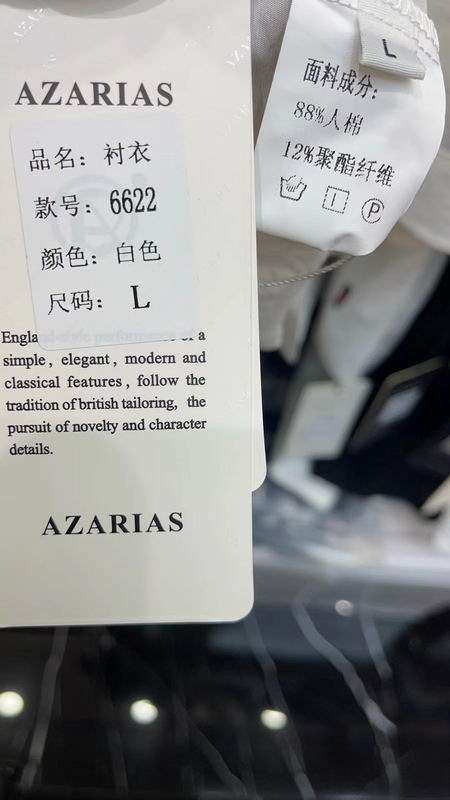 AZARIAS
品名：衬衣
款号：6622
颜色：白色
尺码：L
Engla a
simple, elegant, modern and
classical features, follow the
tradition of british tailoring, the
pursuit of novelty and character
details.
AZARIAS
L
面料成分：
88%人棉
12%聚酯纤维
P